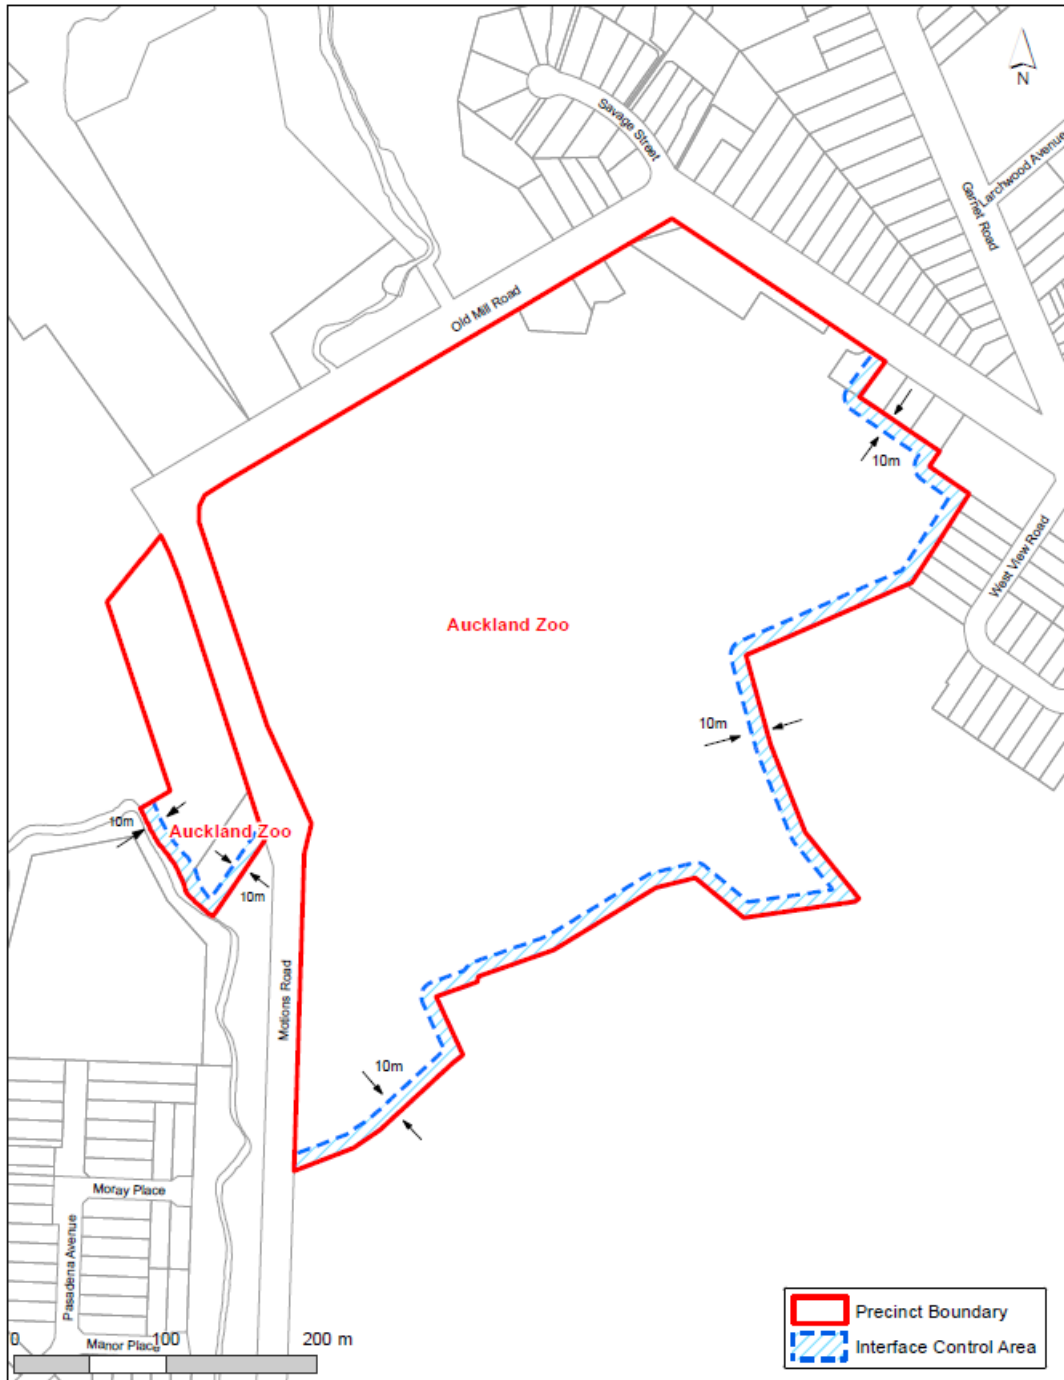 N
Savage Street
Larchwood Avenue
Garnet Road
Old Mill Road
10m
West View Road
Auckland Zoo
10m
10m
Auckland Zoo
10m
Motions Road
10m
Moray Place
Pasadena Avenue
Manor Place
0 100 200 m
Precinct Boundary
Interface Control Area